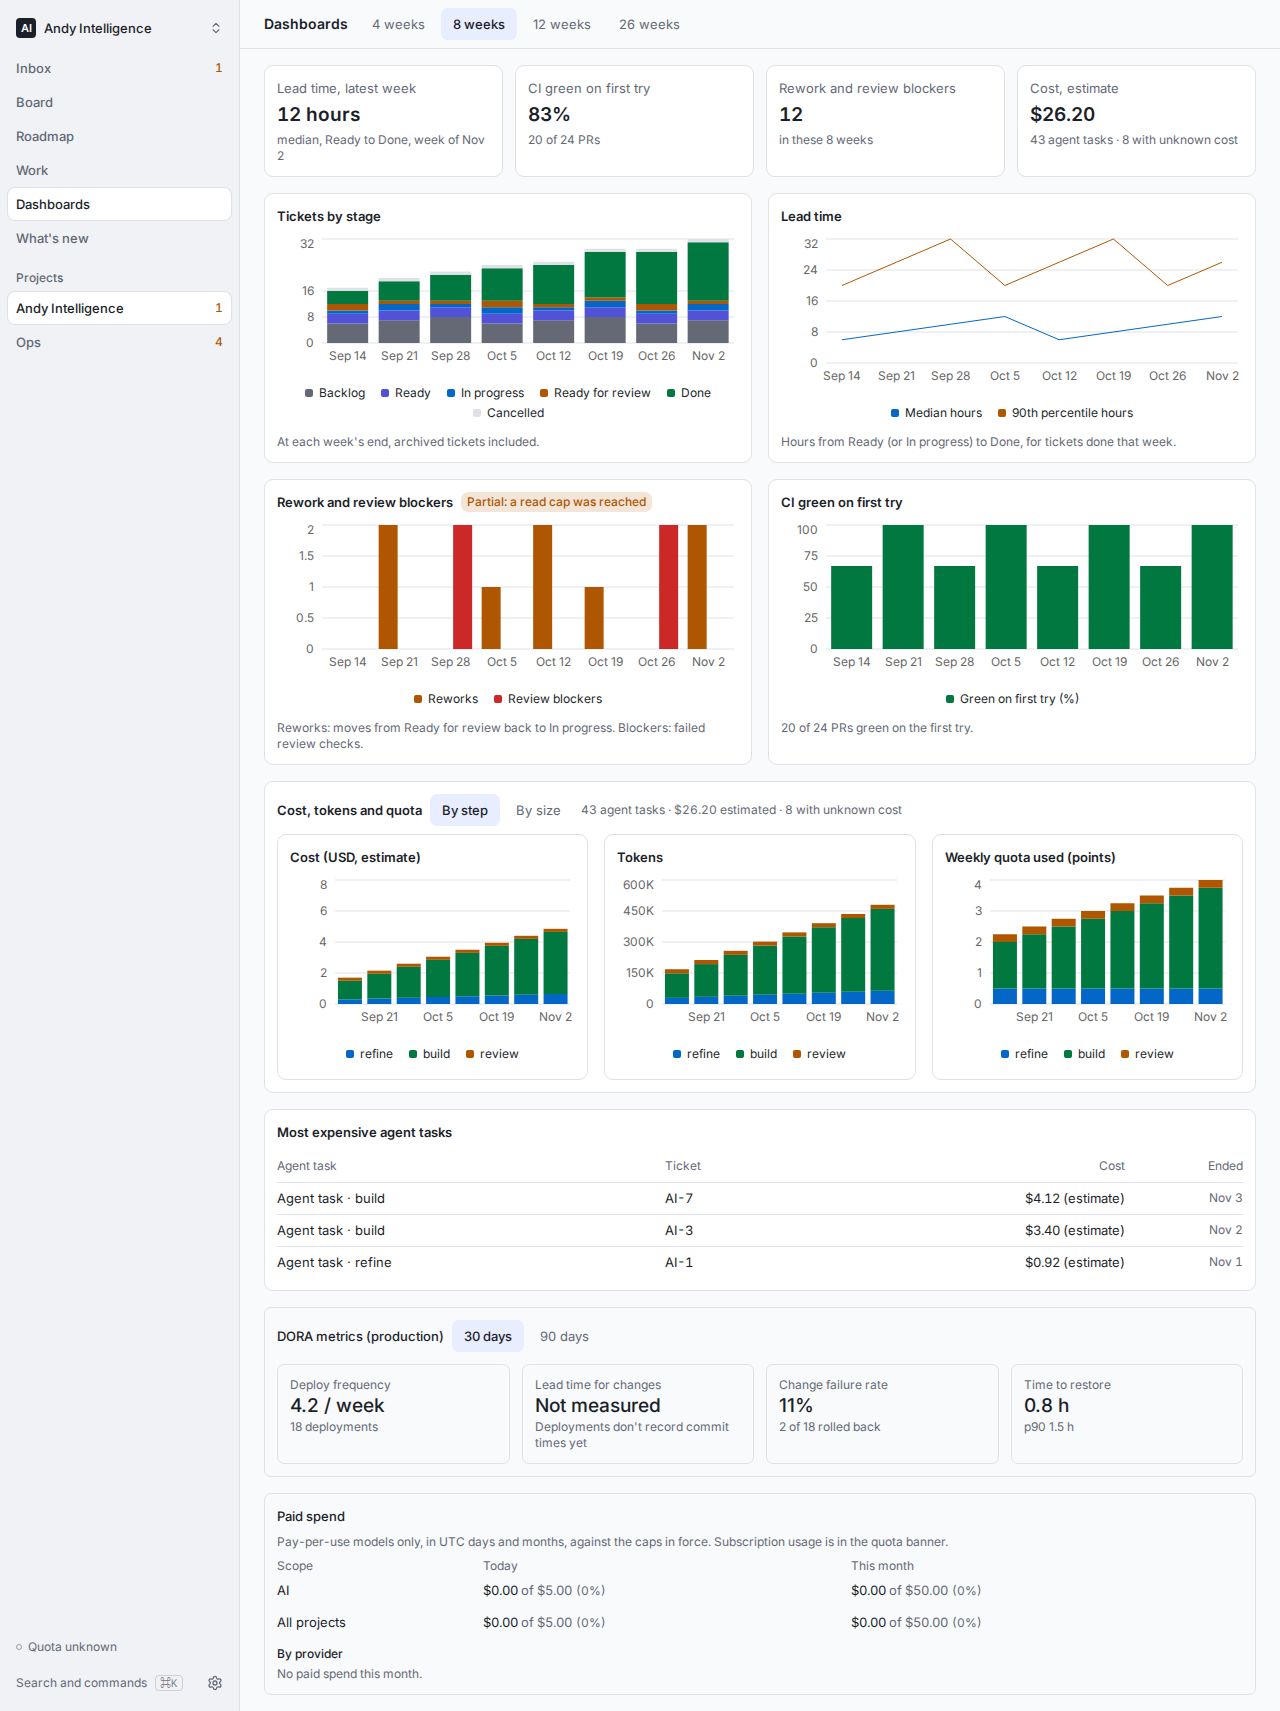 AI Andy Intelligence
Inbox 1
Board
Roadmap
Work
Dashboards
What's new
Projects
Andy Intelligence 1
Ops 4
Quota unknown
Search and commands ⌘K
Dashboards 4 weeks 8 weeks 12 weeks 26 weeks
Lead time, latest week
12 hours
median, Ready to Done, week of Nov
2
CI green on first try
83%
20 of 24 PRs
Rework and review blockers
12
in these 8 weeks
Cost, estimate
$26.20
43 agent tasks · 8 with unknown cost
Tickets by stage
32
16
8
0
Sep 14 Sep 21 Sep 28 Oct 5 Oct 12 Oct 19 Oct 26 Nov 2
Backlog Ready In progress Ready for review Done
Cancelled
At each week's end, archived tickets included.
Lead time
32
24
16
8
0
Sep 14 Sep 21 Sep 28 Oct 5 Oct 12 Oct 19 Oct 26 Nov 2
Median hours 90th percentile hours
Hours from Ready (or In progress) to Done, for tickets done that week.
Rework and review blockers Partial: a read cap was reached
2
1.5
1
0.5
0
Sep 14 Sep 21 Sep 28 Oct 5 Oct 12 Oct 19 Oct 26 Nov 2
Reworks Review blockers
Reworks: moves from Ready for review back to In progress. Blockers: failed
review checks.
CI green on first try
100
75
50
25
0
Sep 14 Sep 21 Sep 28 Oct 5 Oct 12 Oct 19 Oct 26 Nov 2
Green on first try (%)
20 of 24 PRs green on the first try.
Cost, tokens and quota By step By size 43 agent tasks · $26.20 estimated · 8 with unknown cost
Cost (USD, estimate)
8
6
4
2
0
Sep 21 Oct 5 Oct 19 Nov 2
refine build review
Tokens
600K
450K
300K
150K
0
Sep 21 Oct 5 Oct 19 Nov 2
refine build review
Weekly quota used (points)
4
3
2
1
0
Sep 21 Oct 5 Oct 19 Nov 2
refine build review
Most expensive agent tasks
Agent task Ticket Cost Ended
Agent task · build AI-7 $4.12 (estimate) Nov 3
Agent task · build AI-3 $3.40 (estimate) Nov 2
Agent task · refine AI-1 $0.92 (estimate) Nov 1
DORA metrics (production) 30 days 90 days
Deploy frequency
4.2 / week
18 deployments
Lead time for changes
Not measured
Deployments don't record commit
times yet
Change failure rate
11%
2 of 18 rolled back
Time to restore
0.8 h
p90 1.5 h
Paid spend
Pay-per-use models only, in UTC days and months, against the caps in force. Subscription usage is in the quota banner.
Scope Today This month
AI $0.00 of $5.00 (0%) $0.00 of $50.00 (0%)
All projects $0.00 of $5.00 (0%) $0.00 of $50.00 (0%)
By provider
No paid spend this month.